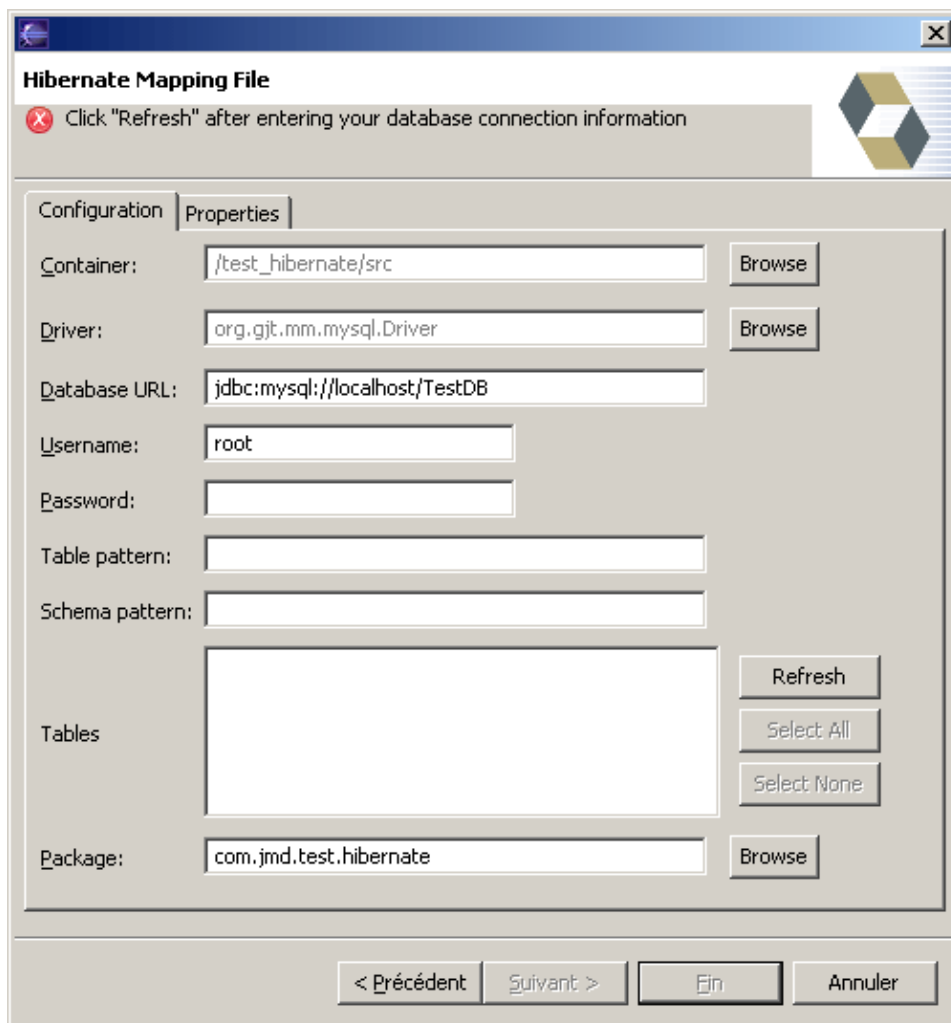 Hibernate Mapping File
Click "Refresh" after entering your database connection information
Configuration Properties
Container: /test_hibernate/src Browse
Driver: org.gjt.mm.mysql.Driver Browse
Database URL: jdbc:mysql://localhost/TestDB
Username: root
Password:
Table pattern:
Schema pattern:
Refresh
Tables Select All
Select None
Package: com.jmd.test.hibernate Browse
< Précédent Suivant > Fin Annuler